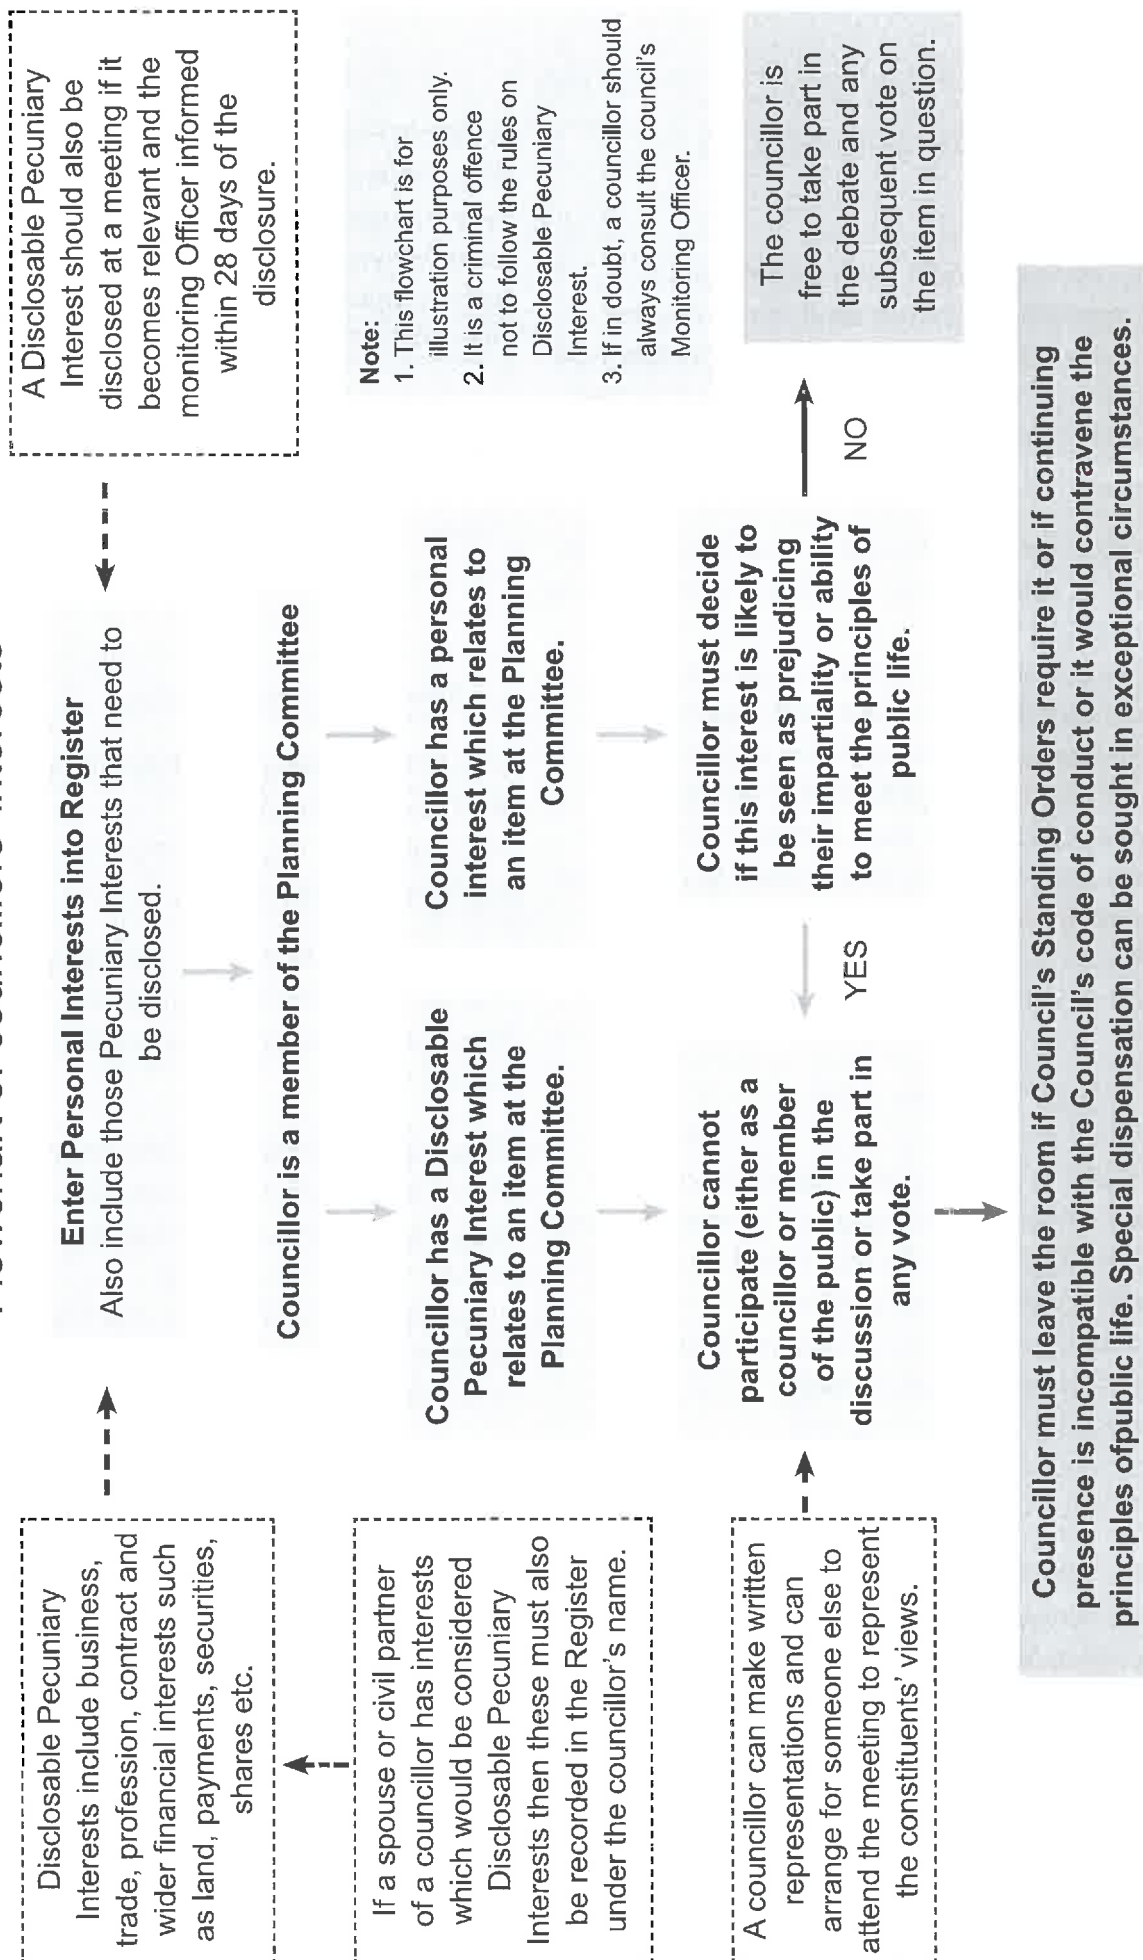 Flowchart of councillors' interests
Disclosable Pecuniary
Interests include business,
trade, profession, contract and
wider financial interests such
as land, payments, securities,
shares etc.
Enter Personal Interests into Register
Also include those Pecuniary Interests that need to
be disclosed.
A Disclosable Pecuniary
Interest should also be
disclosed at a meeting if it
becomes relevant and the
monitoring Officer informed
within 28 days of the
disclosure.
Councillor is a member of the Planning Committee
If a spouse or civil partner
of a councillor has interests
which would be considered
Disclosable Pecuniary
Interests then these must also
be recorded in the Register
under the councillor's name.
Councillor has a Disclosable
Pecuniary Interest which
relates to an item at the
Planning Committee.
Councillor has a personal
interest which relates to
an item at the Planning
Committee.
Note:
1. This flowchart is for
illustration purposes only.
2. It is a criminal offence
not to follow the rules on
Disclosable Pecuniary
Interest.
3. If in doubt, a councillor should
always consult the council's
Monitoring Officer.
A councillor can make written
representations and can
arrange for someone else to
attend the meeting to represent
the constituents' views.
Councillor cannot
participate (either as a
councillor or member
of the public) in the
discussion or take part in
any vote.
YES
Councillor must decide
if this interest is likely to
be seen as prejudicing
their impartiality or ability
to meet the principles of
public life.
NO
The councillor is
free to take part in
the debate and any
subsequent vote on
the item in question.
Councillor must leave the room if Council's Standing Orders require it or if continuing
presence is incompatible with the Council's code of conduct or it would contravene the
principles ofpublic life. Special dispensation can be sought in exceptional circumstances.